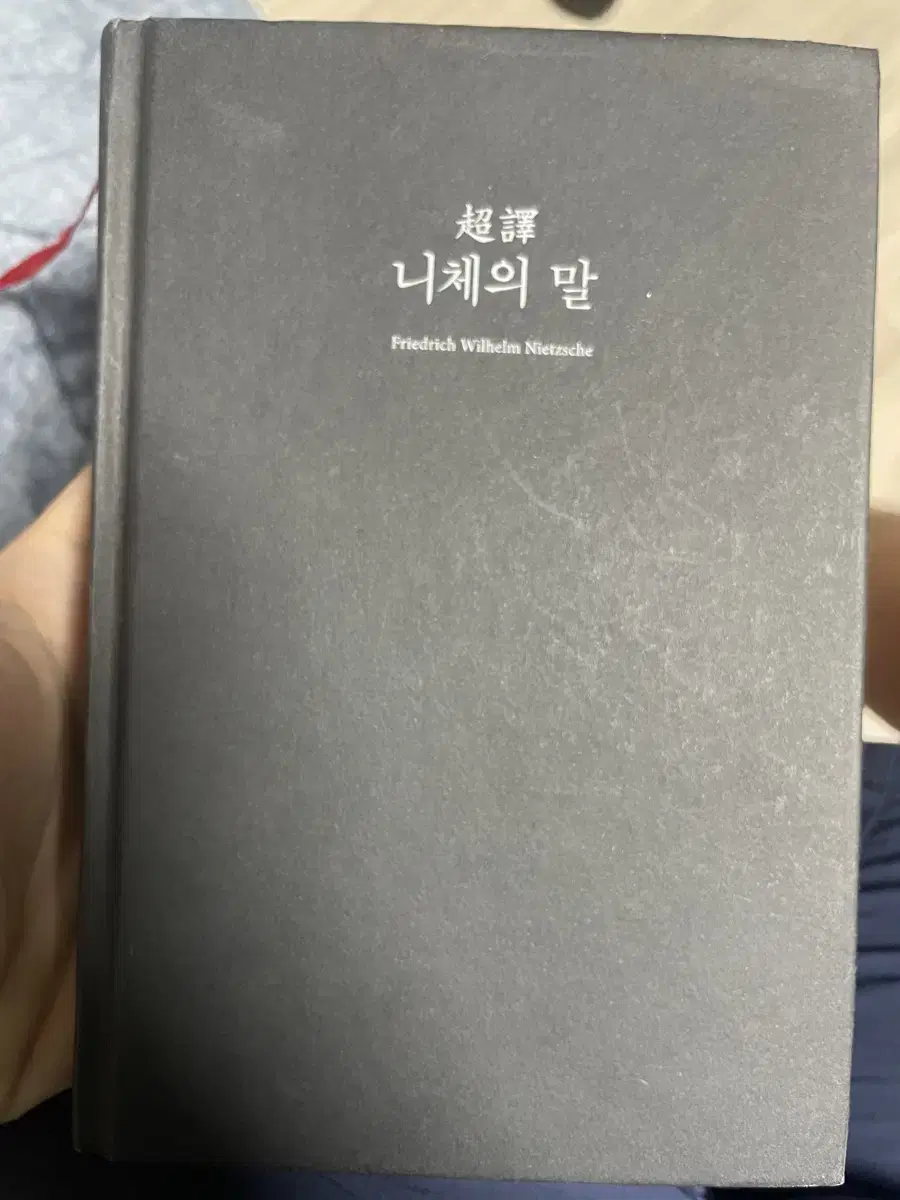 超譯
니체의 말
Friedrich Wilhelm Nietzsche